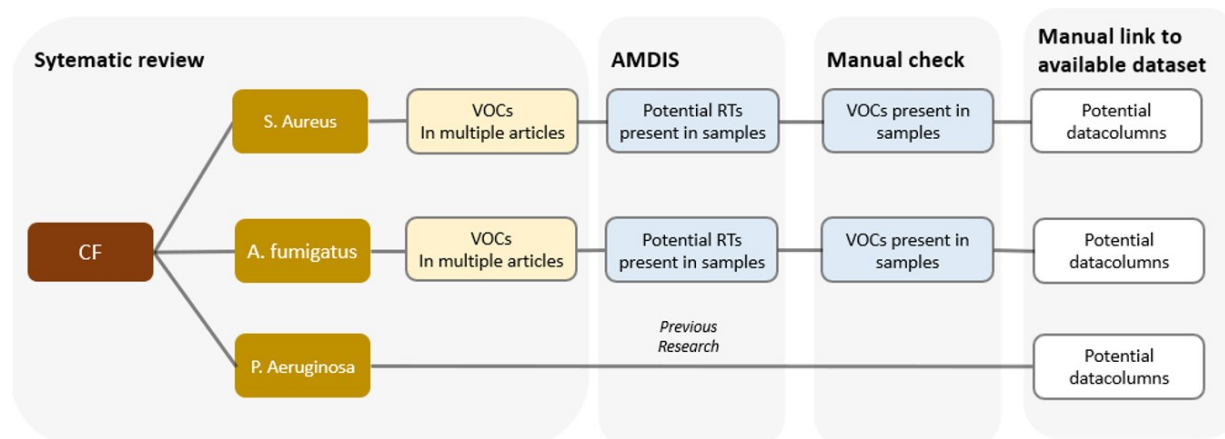 Sytematic review
AMDIS
Manual check
Manual link to
available dataset
S. Aureus
VOCs
In multiple articles
Potential RTs
present in samples
VOCs present in
samples
Potential
datacolumns
CF
A. fumigatus
VOCs
In multiple articles
Potential RTs
present in samples
VOCs present in
samples
Potential
datacolumns
P. Aeruginosa
Previous
Research
Potential
datacolumns